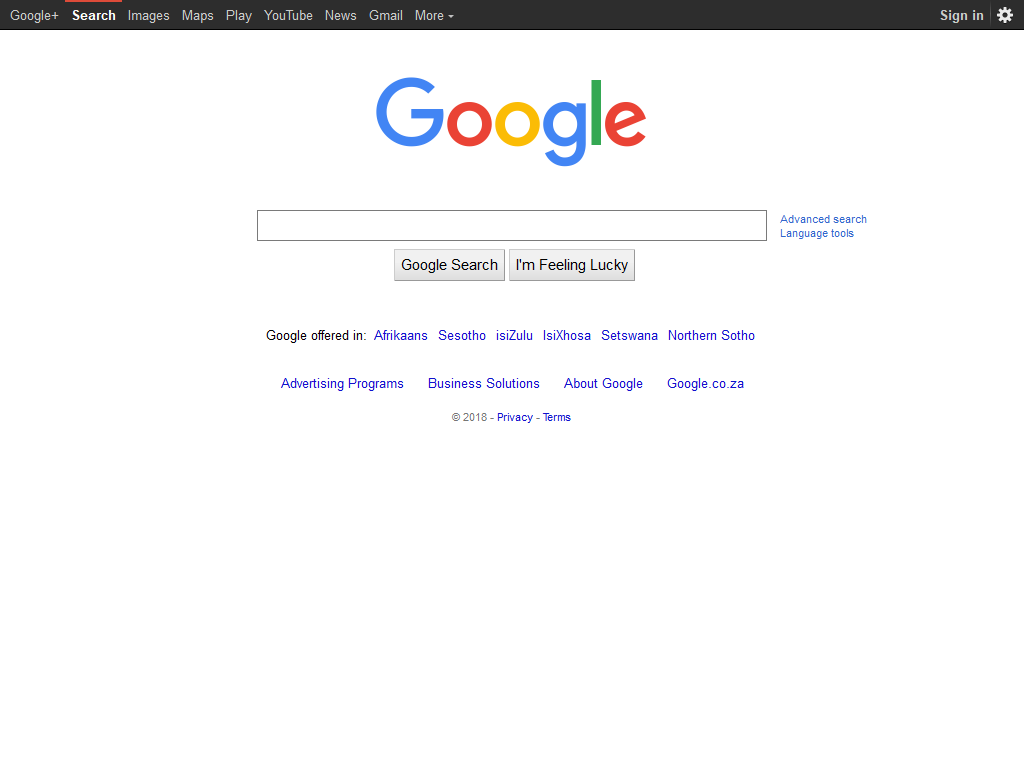 Google+ Search Images Maps Play YouTube News Gmail More Sign in
Google
Advanced search
Language tools
Google Search I'm Feeling Lucky
Google offered in: Afrikaans Sesotho isiZulu IsiXhosa Setswana Northern Sotho
Advertising Programs Business Solutions About Google Google.co.za
© 2018 - Privacy - Terms